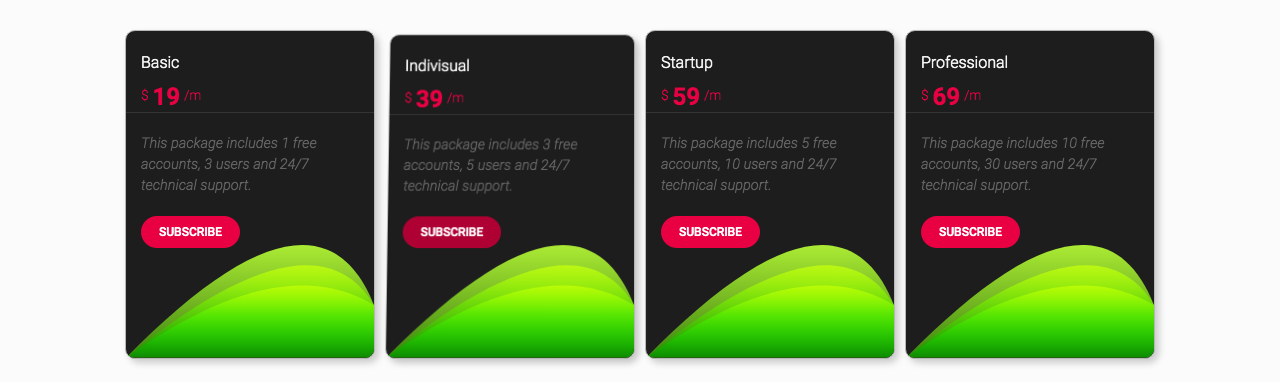 Basic
$ 19 /m
This package includes 1 free
accounts, 3 users and 24/7
technical support.
SUBSCRIBE
Indivisual
$ 39 /m
This package includes 3 free
accounts, 5 users and 24/7
technical support.
SUBSCRIBE
Startup
$ 59 /m
This package includes 5 free
accounts, 10 users and 24/7
technical support.
SUBSCRIBE
Professional
$ 69 /m
This package includes 10 free
accounts, 30 users and 24/7
technical support.
SUBSCRIBE